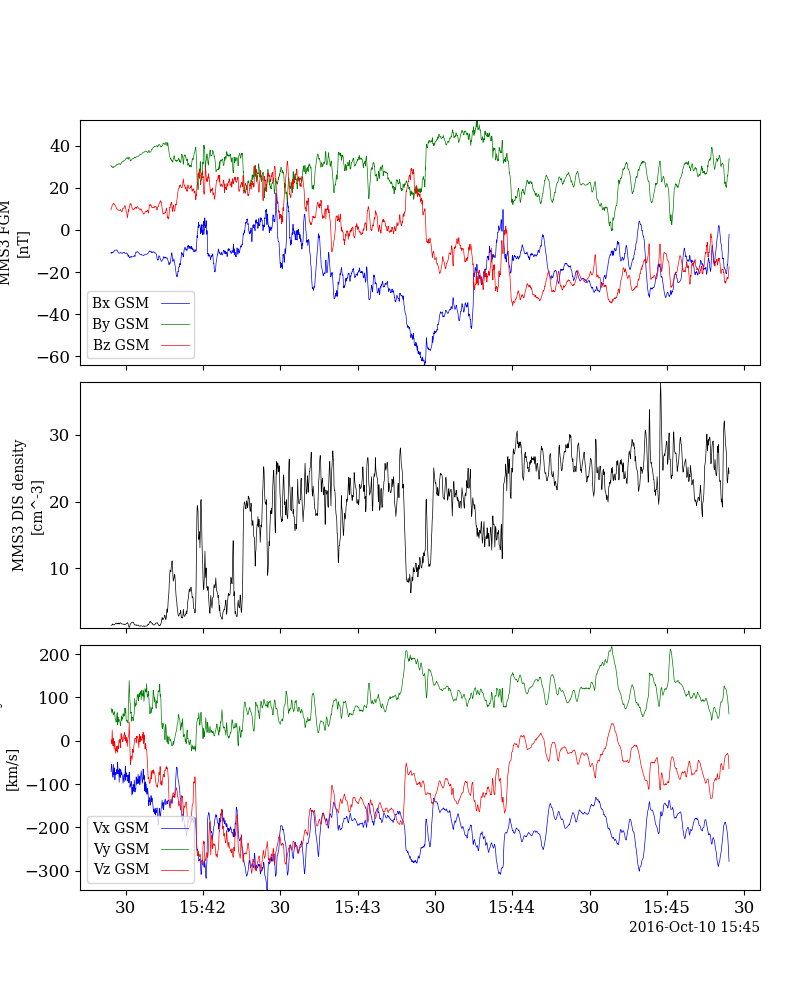 40
20
0
−20
−40
−60
MMS3 FGM
[nT]
Bx GSM
By GSM
Bz GSM
30
20
10
MMS3 DIS density
[cm^-3]
200
100
0
−100
−200
−300
[km/s]
Vx GSM
Vy GSM
Vz GSM
30 15:42 30 15:43 30 15:44 30 15:45 30
2016-Oct-10 15:45